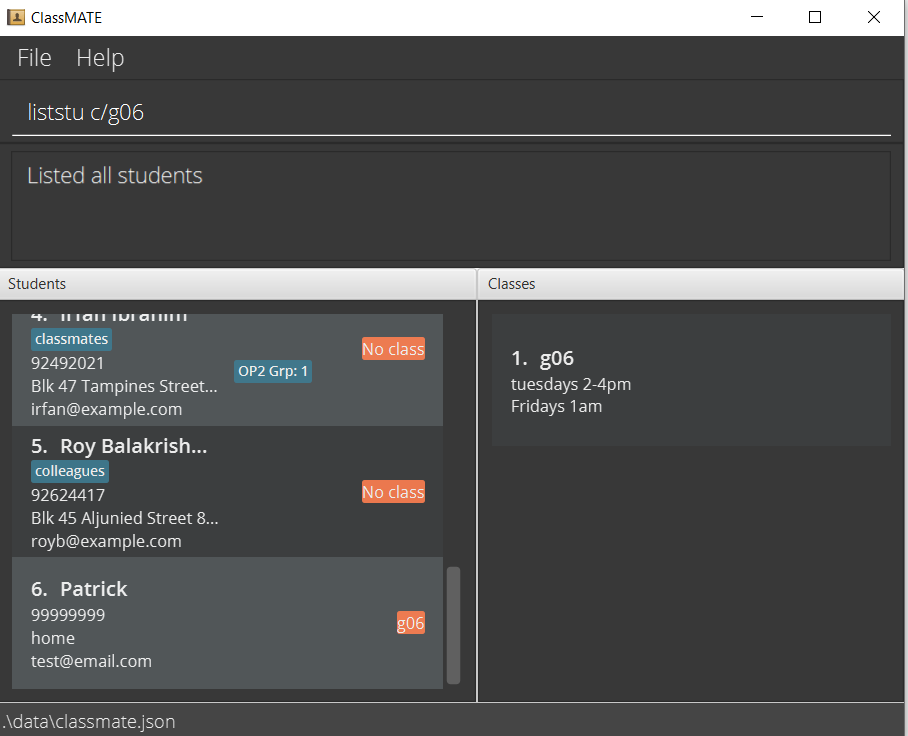 ClassMATE
File Help
liststu c/g06
Listed all students
Students
Classes
4. Irfan Ibrahim
classmates
92492021
Blk 47 Tampines Street...
irfan@example.com
OP2 Grp: 1
No class
5. Roy Balakrish...
colleagues
92624417
Blk 45 Aljunied Street 8...
royb@example.com
No class
6. Patrick
99999999
home
test@email.com
g06
1. g06
tuesdays 2-4pm
Fridays 1am
.\data\classmate.json